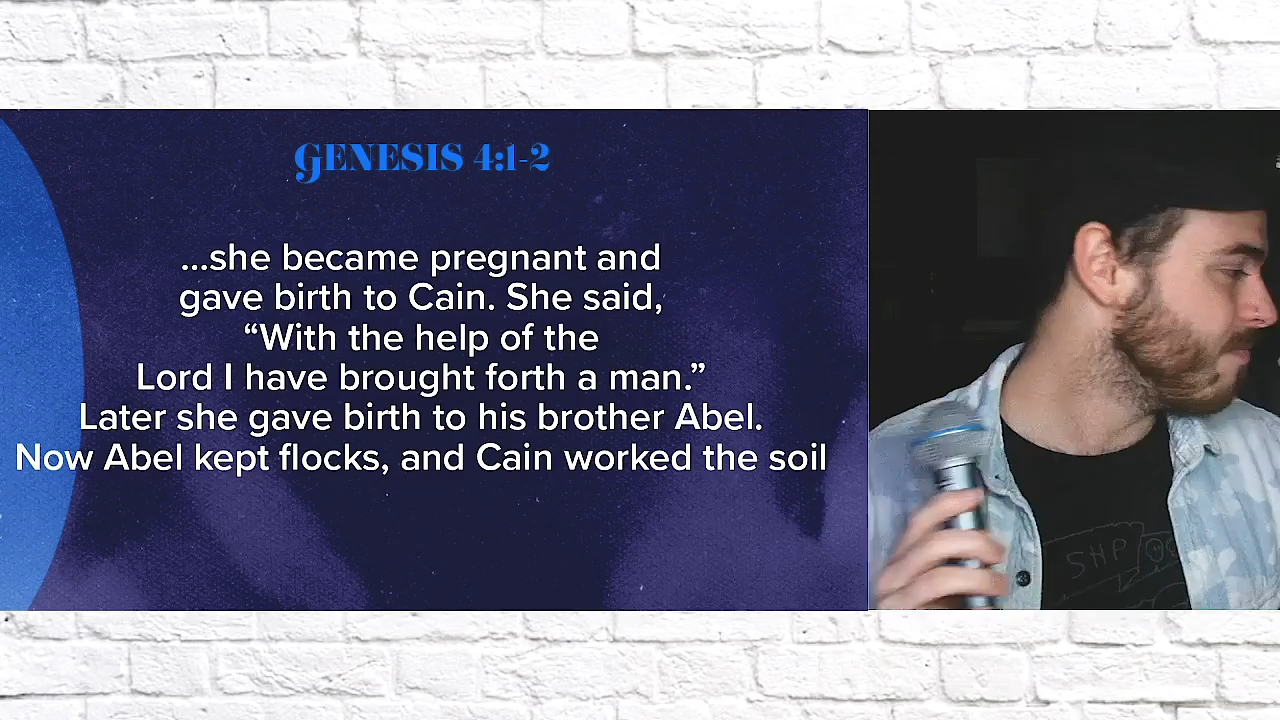 GENESIS 4:1-2
...she became pregnant and
gave birth to Cain. She said,
“With the help of the
Lord I have brought forth a man.”
Later she gave birth to his brother Abel.
Now Abel kept flocks, and Cain worked the soil
SHP